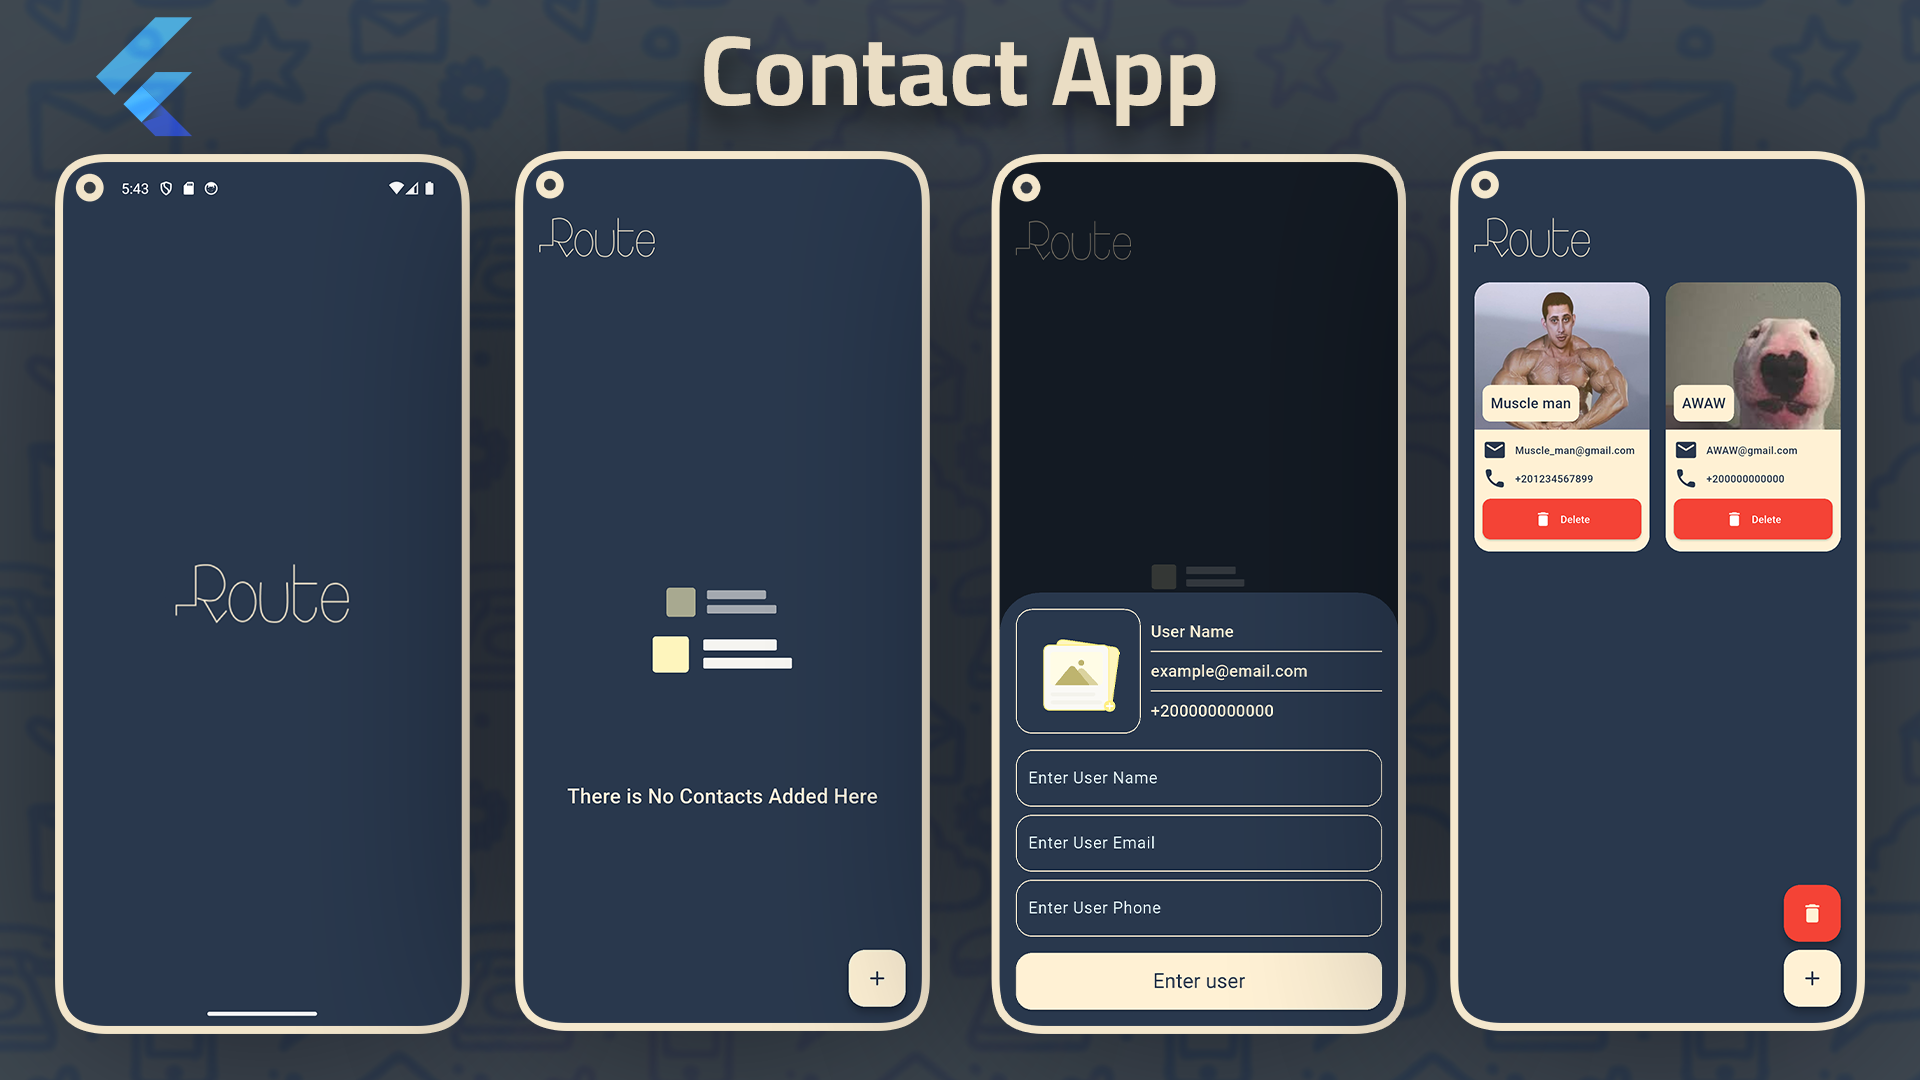 Contact App
5:43
Route
Route
There is No Contacts Added Here
+
Route
User Name
example@email.com
+200000000000
Enter User Name
Enter User Email
Enter User Phone
Enter user
Route
Muscle man
Muscle_man@gmail.com
+201234567899
Delete
AWAW
AWAW@gmail.com
+200000000000
Delete
+